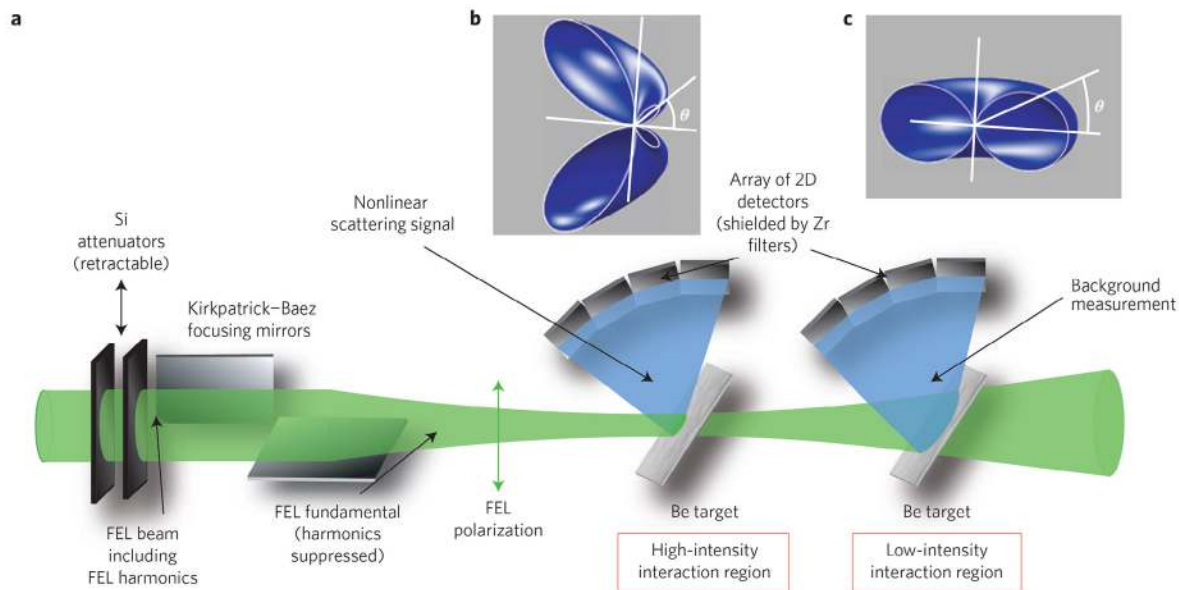 a
b
c
θ
θ
Nonlinear
scattering signal
Array of 2D
detectors
(shielded by Zr
filters)
Si
attenuators
(retractable)
Kirkpatrick–Baez
focusing mirrors
Background
measurement
FEL beam
including
FEL harmonics
FEL fundamental
(harmonics
suppressed)
FEL
polarization
Be target
High-intensity
interaction region
Be target
Low-intensity
interaction region